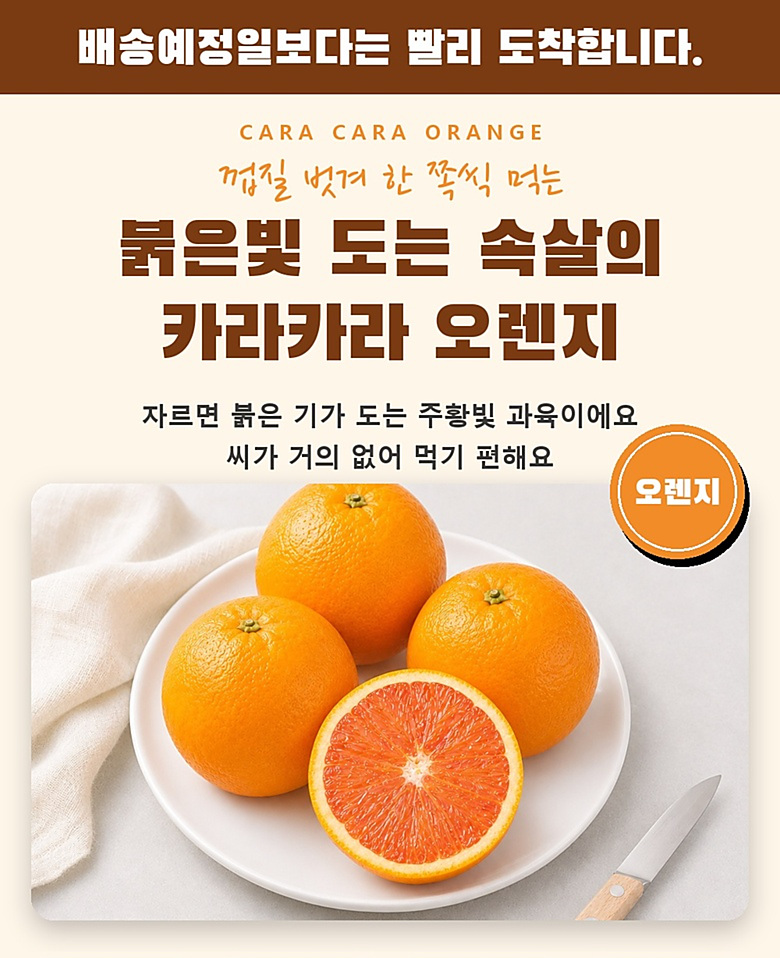 배송예정일보다는 빨리 도착합니다.
CARA CARA ORANGE
껍질 벗겨 한 쪽씩 먹는
붉은빛 도는 속살의
카라카라 오렌지
자르면 붉은 기가 도는 주황빛 과육이에요
씨가 거의 없어 먹기 편해요
오렌지